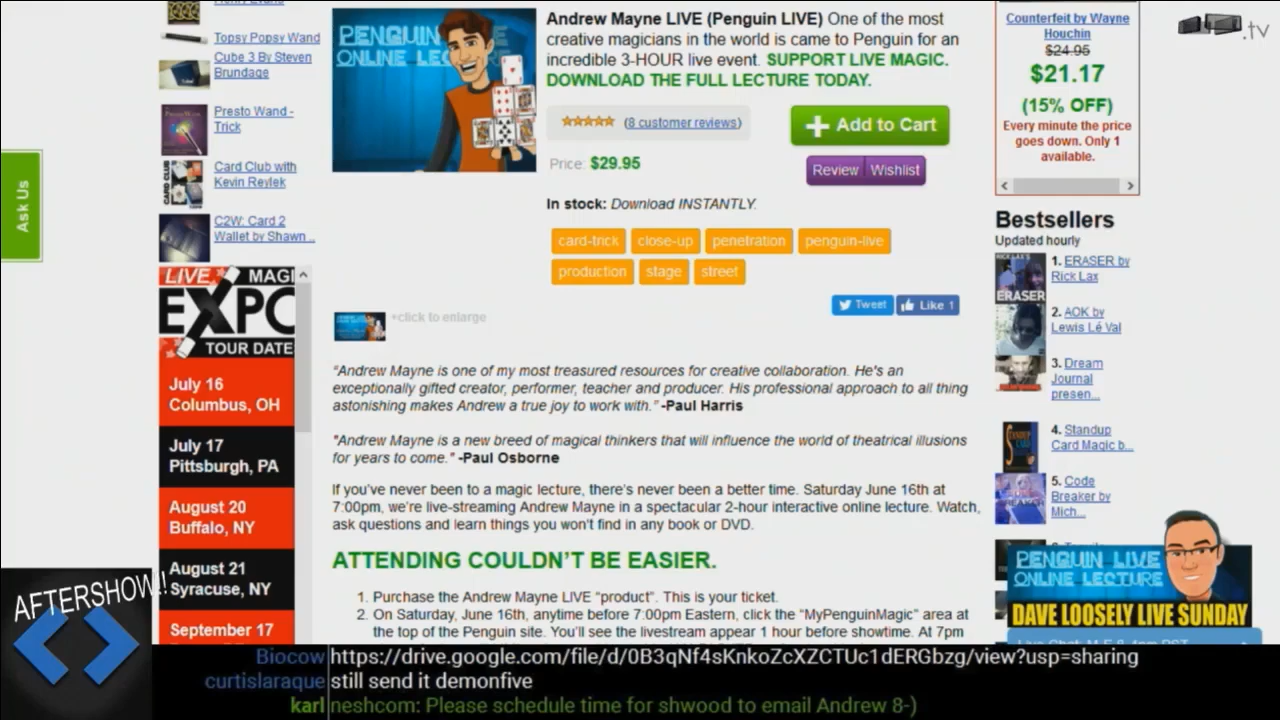 Topsy Popsy Wand
Cube 3 By Steven
Brundage
Presto Wand -
Trick
Card Club with
Kevin Reylek
C2W: Card 2
Wallet by Shawn ...
Ask Us
LIVE MAGI
EXPO
TOUR DATE
July 16
Columbus, OH
July 17
Pittsburgh, PA
August 20
Buffalo, NY
August 21
Syracuse, NY
September 17
PENGUIN LIVE
ONLINE LECTURE
Andrew Mayne LIVE (Penguin LIVE) One of the most
creative magicians in the world is came to Penguin for an
incredible 3-HOUR live event. SUPPORT LIVE MAGIC.
DOWNLOAD THE FULL LECTURE TODAY.
(8 customer reviews)
Add to Cart
Price: $29.95
Review Wishlist
In stock: Download INSTANTLY.
card-trick close-up penetration penguin-live
production stage street
Tweet Like 1
+click to enlarge
"Andrew Mayne is one of my most treasured resources for creative collaboration. He's an
exceptionally gifted creator, performer, teacher and producer. His professional approach to all thing
astonishing makes Andrew a true joy to work with." -Paul Harris
"Andrew Mayne is a new breed of magical thinkers that will influence the world of theatrical illusions
for years to come." -Paul Osborne
If you've never been to a magic lecture, there's never been a better time. Saturday June 16th at
7:00pm, we're live-streaming Andrew Mayne in a spectacular 2-hour interactive online lecture. Watch,
ask questions and learn things you won't find in any book or DVD.
ATTENDING COULDN'T BE EASIER.
1. Purchase the Andrew Mayne LIVE "product". This is your ticket.
2. On Saturday, June 16th, anytime before 7:00pm Eastern, click the "MyPenguinMagic" area at
the top of the Penguin site. You'll see the livestream appear 1 hour before showtime. At 7pm
Counterfeit by Wayne
Houchin
$24.95
$21.17
(15% OFF)
Every minute the price
goes down. Only 1
available.
.tv
Bestsellers
Updated hourly
1. ERASER by
Rick Lax
ERASER
2. AOK by
Lewis Lé Val
3. Dream
Journal
presen...
4. Standup
Card Magic b...
5. Code
Breaker by
Mich...
PENGUIN LIVE
ONLINE LECTURE
DAVE LOOSELY LIVE SUNDAY
AFTERSHOW!!
Biocow https://drive.google.com/file/d/0B3qNf4sKnkoZcXZCTUc1dERGbzg/view?usp=sharing
curtislaraque still send it demonfive
karl neshcom: Please schedule time for shwood to email Andrew 8-)